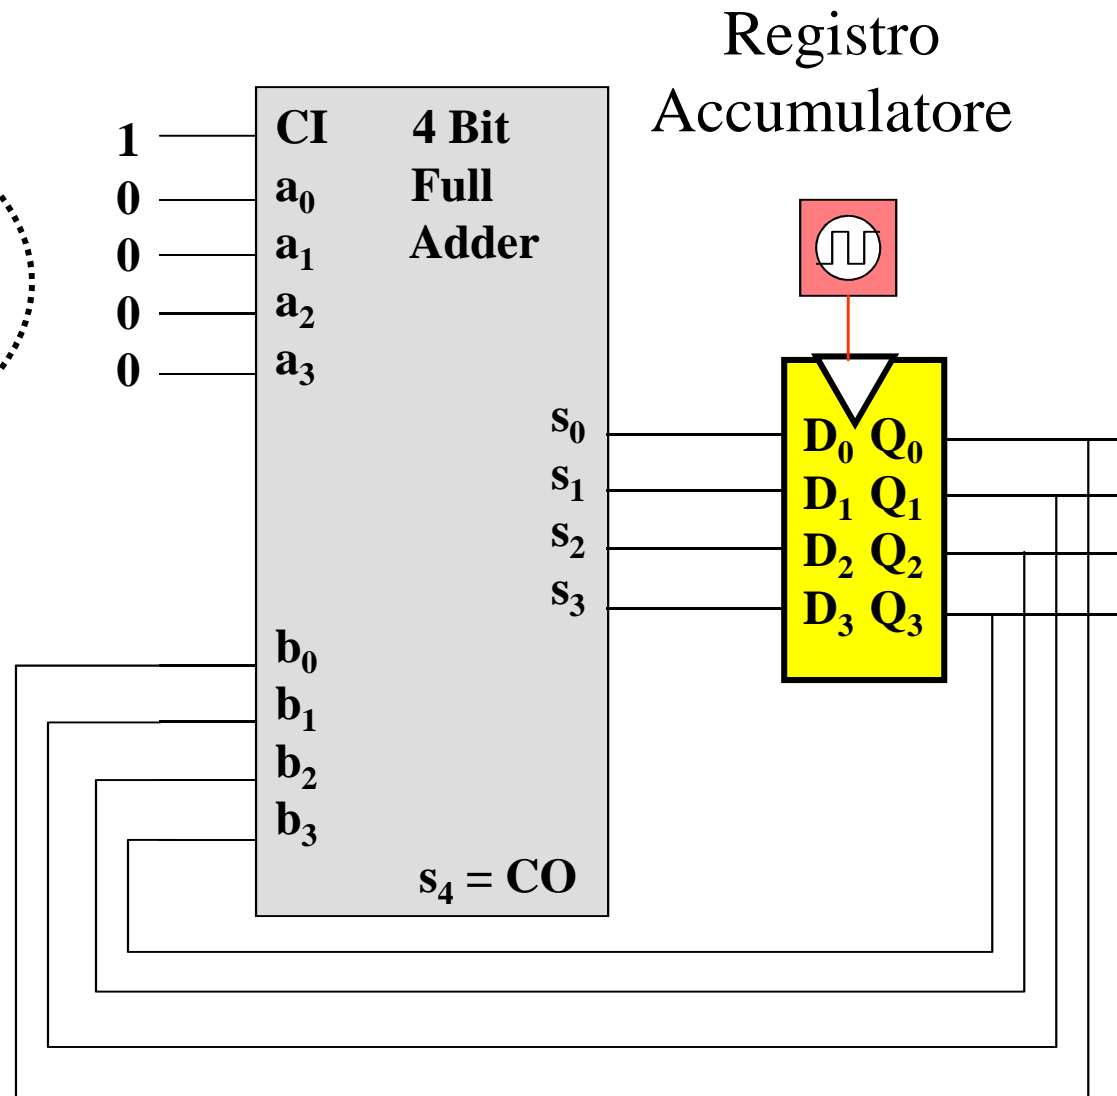 Registro
Accumulatore
1 CI 4 Bit
0 a0 Full
0 a1 Adder
0 a2
0 a3
s0
s1
s2
s3
D0 Q0
D1 Q1
D2 Q2
D3 Q3
b0
b1
b2
b3
s4 = CO